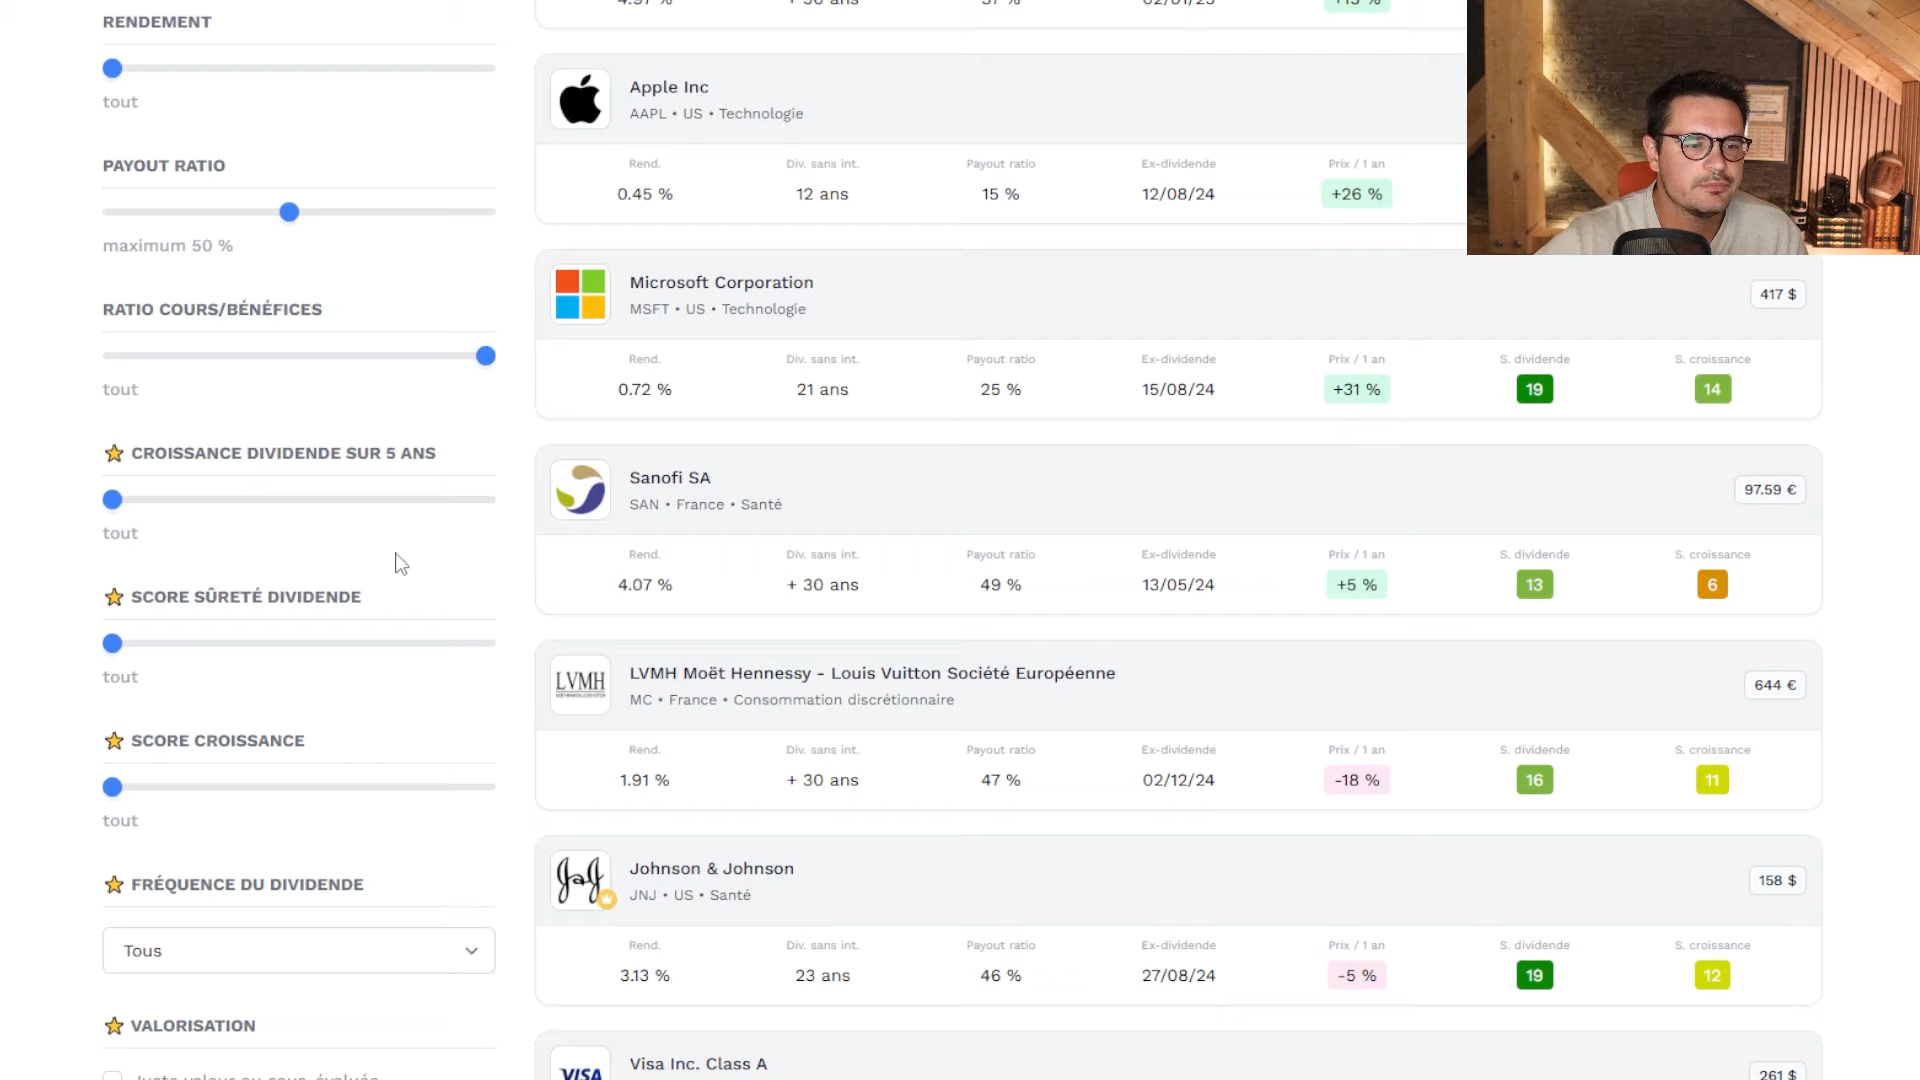 RENDEMENT
tout
PAYOUT RATIO
maximum 50 %
RATIO COURS/BÉNÉFICES
tout
CROISSANCE DIVIDENDE SUR 5 ANS
tout
SCORE SÛRETÉ DIVIDENDE
tout
SCORE CROISSANCE
tout
FRÉQUENCE DU DIVIDENDE
Tous
VALORISATION
Apple Inc
AAPL • US • Technologie
Rend. Div. sans int. Payout ratio Ex-dividende Prix / 1 an
0.45 % 12 ans 15 % 12/08/24 +26 %
Microsoft Corporation
MSFT • US • Technologie
417 $
Rend. Div. sans int. Payout ratio Ex-dividende Prix / 1 an S. dividende S. croissance
0.72 % 21 ans 25 % 15/08/24 +31 % 19 14
Sanofi SA
SAN • France • Santé
97.59 €
Rend. Div. sans int. Payout ratio Ex-dividende Prix / 1 an S. dividende S. croissance
4.07 % + 30 ans 49 % 13/05/24 +5 % 13 6
LVMH
LVMH Moët Hennessy - Louis Vuitton Société Européenne
MC • France • Consommation discrétionnaire
644 €
Rend. Div. sans int. Payout ratio Ex-dividende Prix / 1 an S. dividende S. croissance
1.91 % + 30 ans 47 % 02/12/24 -18 % 16 11
J&J
Johnson & Johnson
JNJ • US • Santé
158 $
Rend. Div. sans int. Payout ratio Ex-dividende Prix / 1 an S. dividende S. croissance
3.13 % 23 ans 46 % 27/08/24 -5 % 19 12
VISA
Visa Inc. Class A
261 $